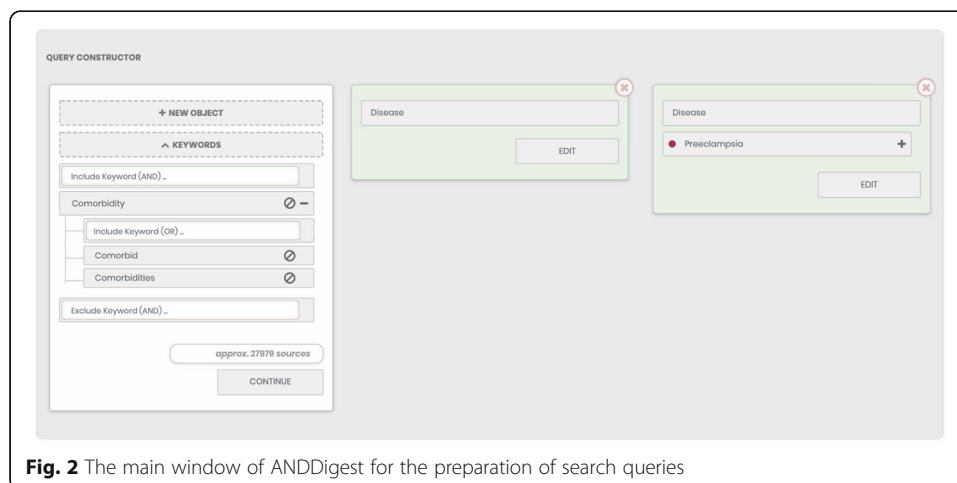 QUERY CONSTRUCTOR
+ NEW OBJECT
KEYWORDS
Include Keyword (AND) ...
Comorbidity
Include Keyword (OR) ...
Comorbid
Comorbidities
Exclude Keyword (AND) ...
approx. 27979 sources
CONTINUE
Disease
EDIT
Disease
Preeclampsia
EDIT
Fig. 2 The main window of ANDDigest for the preparation of search queries